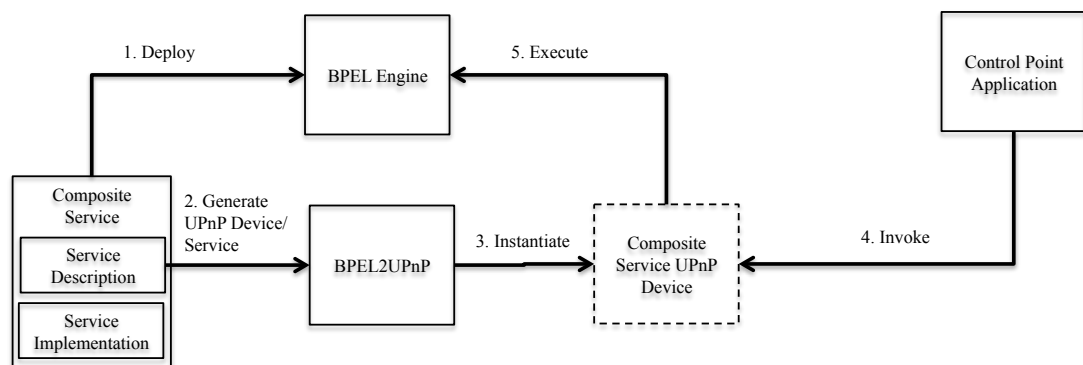 1. Deploy
BPEL Engine
5. Execute
Control Point
Application
Composite
Service
Service
Description
Service
Implementation
2. Generate
UPnP Device/
Service
BPEL2UPnP
3. Instantiate
Composite
Service UPnP
Device
4. Invoke